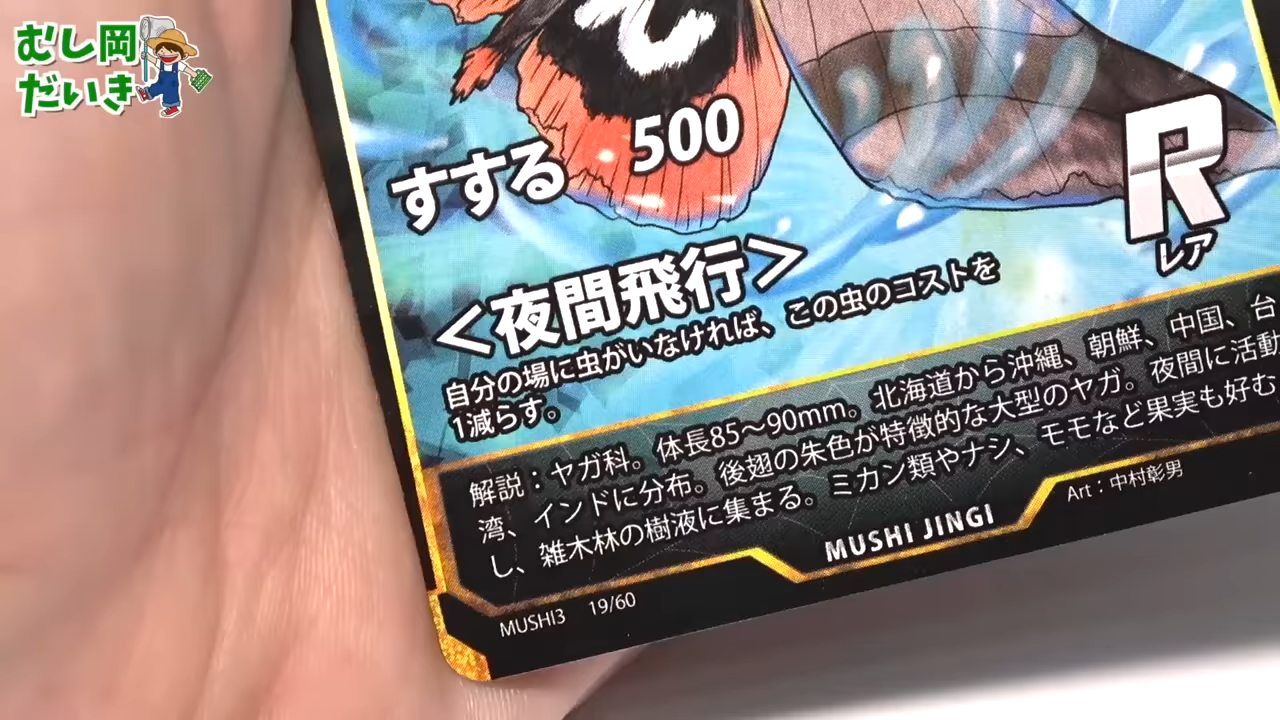 むし岡
だいき
すする 500
R
レア
＜夜間飛行＞
自分の場に虫がいなければ、この虫のコストを
1減らす。
解説：ヤガ科。体長85～90mm。北海道から沖縄、朝鮮、中国、台
湾、インドに分布。後翅の朱色が特徴的な大型のヤガ。夜間に活動
し、雑木林の樹液に集まる。ミカン類やナシ、モモなど果実も好む。
MUSHI JINGI
Art：中村彰男
MUSHI3 19/60